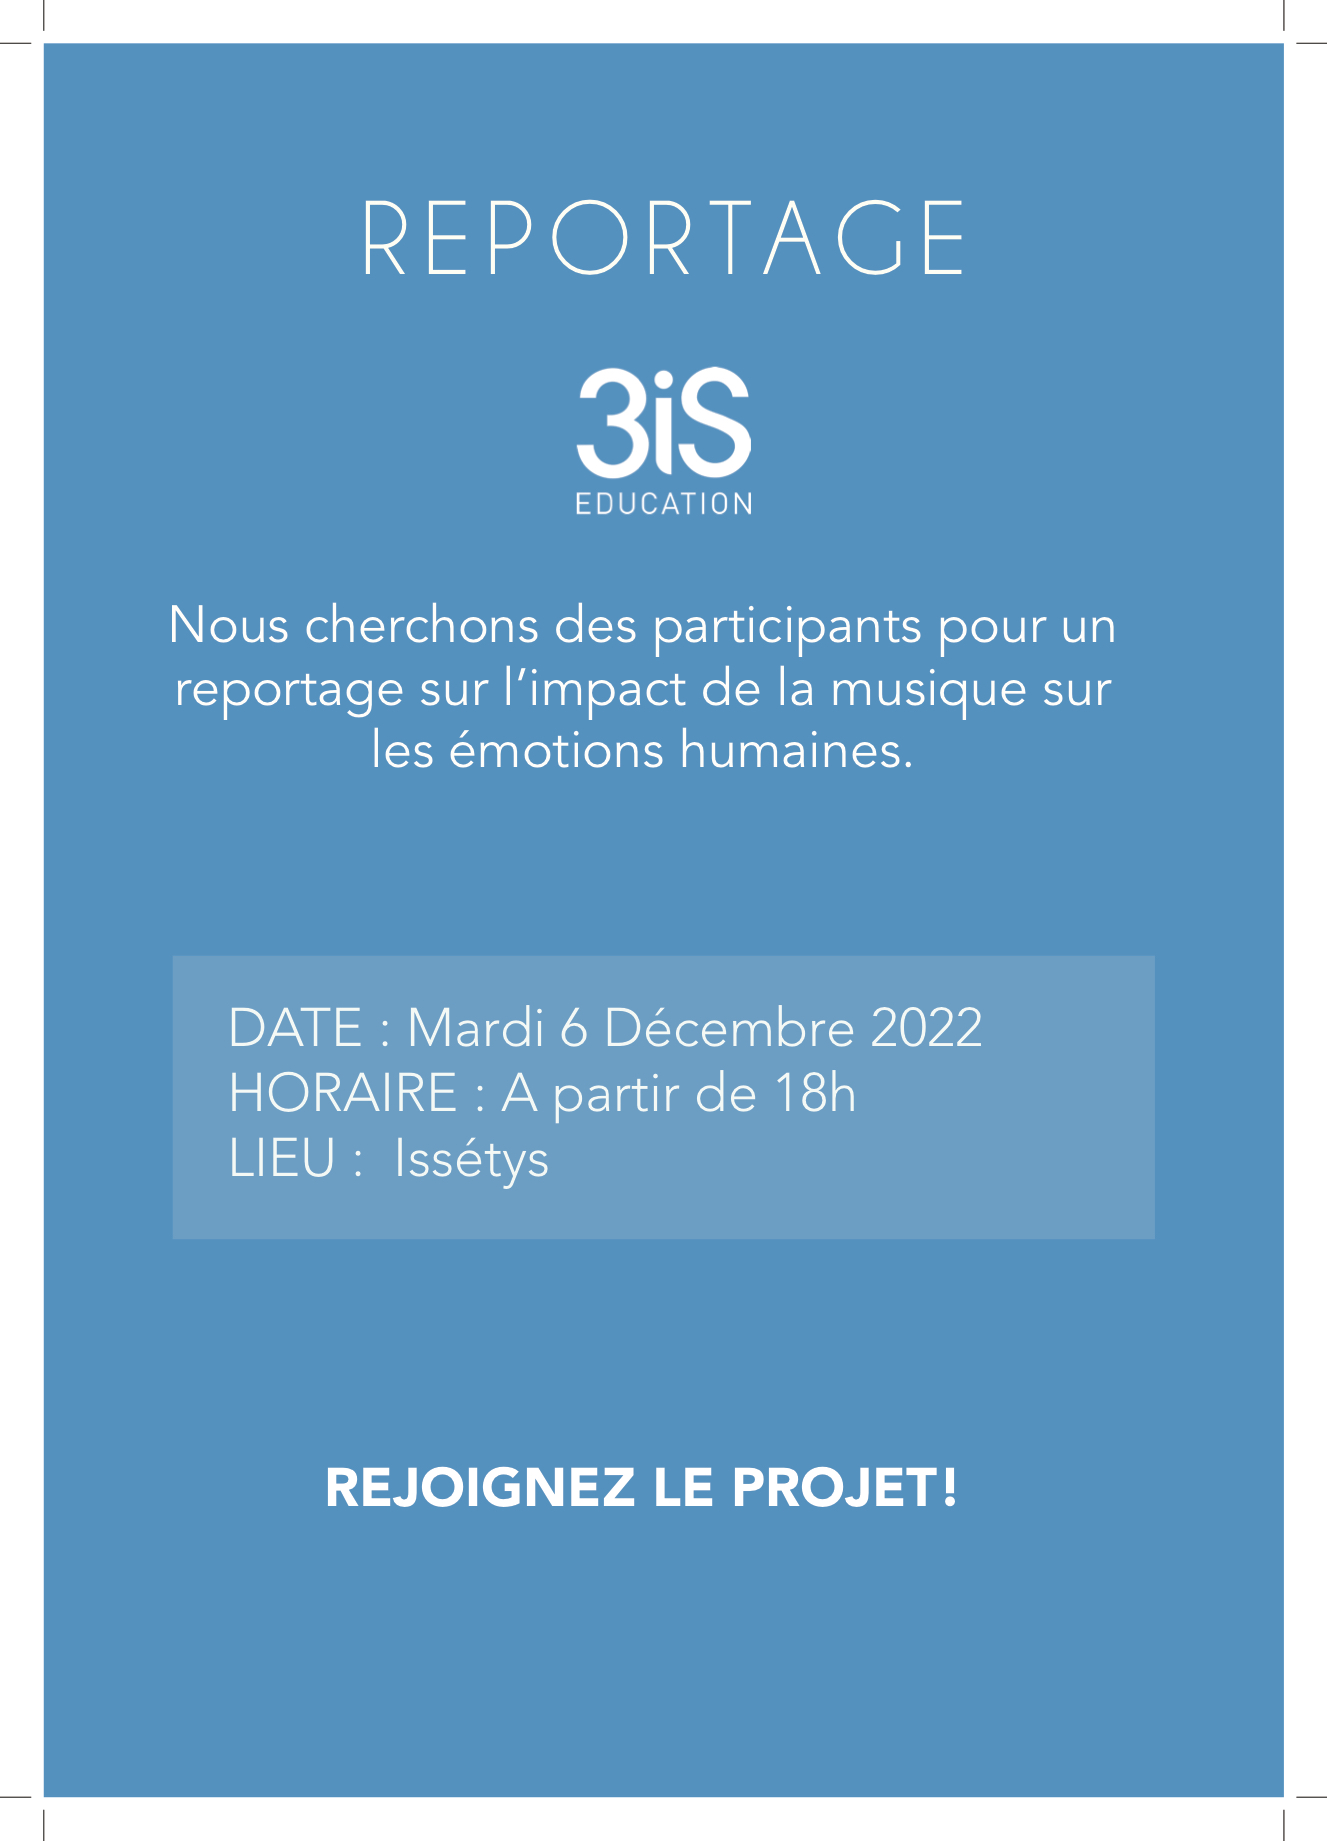 REPORTAGE
3iS
EDUCATION
Nous cherchons des participants pour un
reportage sur l’impact de la musique sur
les émotions humaines.
DATE : Mardi 6 Décembre 2022
HORAIRE : A partir de 18h
LIEU :  Issétys
REJOIGNEZ LE PROJET!